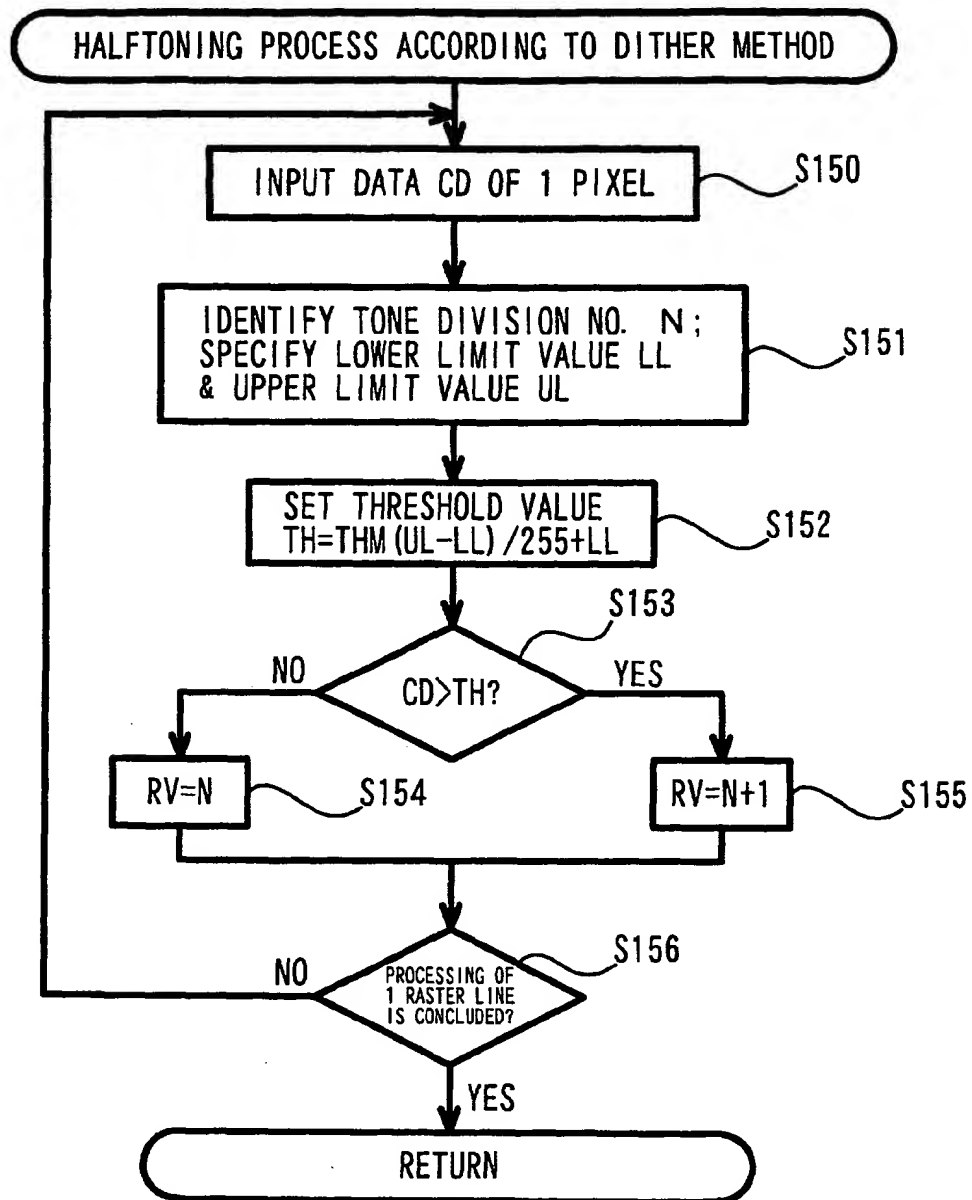 HALFTONING PROCESS ACCORDING TO DITHER METHOD
INPUT DATA CD OF 1 PIXEL
S150
IDENTIFY TONE DIVISION NO. N;
SPECIFY LOWER LIMIT VALUE LL
& UPPER LIMIT VALUE UL
S151
SET THRESHOLD VALUE
TH=THM(UL-LL)/255+LL
S152
S153
NO
CD>TH?
YES
RV=N
S154
RV=N+1
S155
S156
NO
PROCESSING OF
1 RASTER LINE
IS CONCLUDED?
YES
RETURN